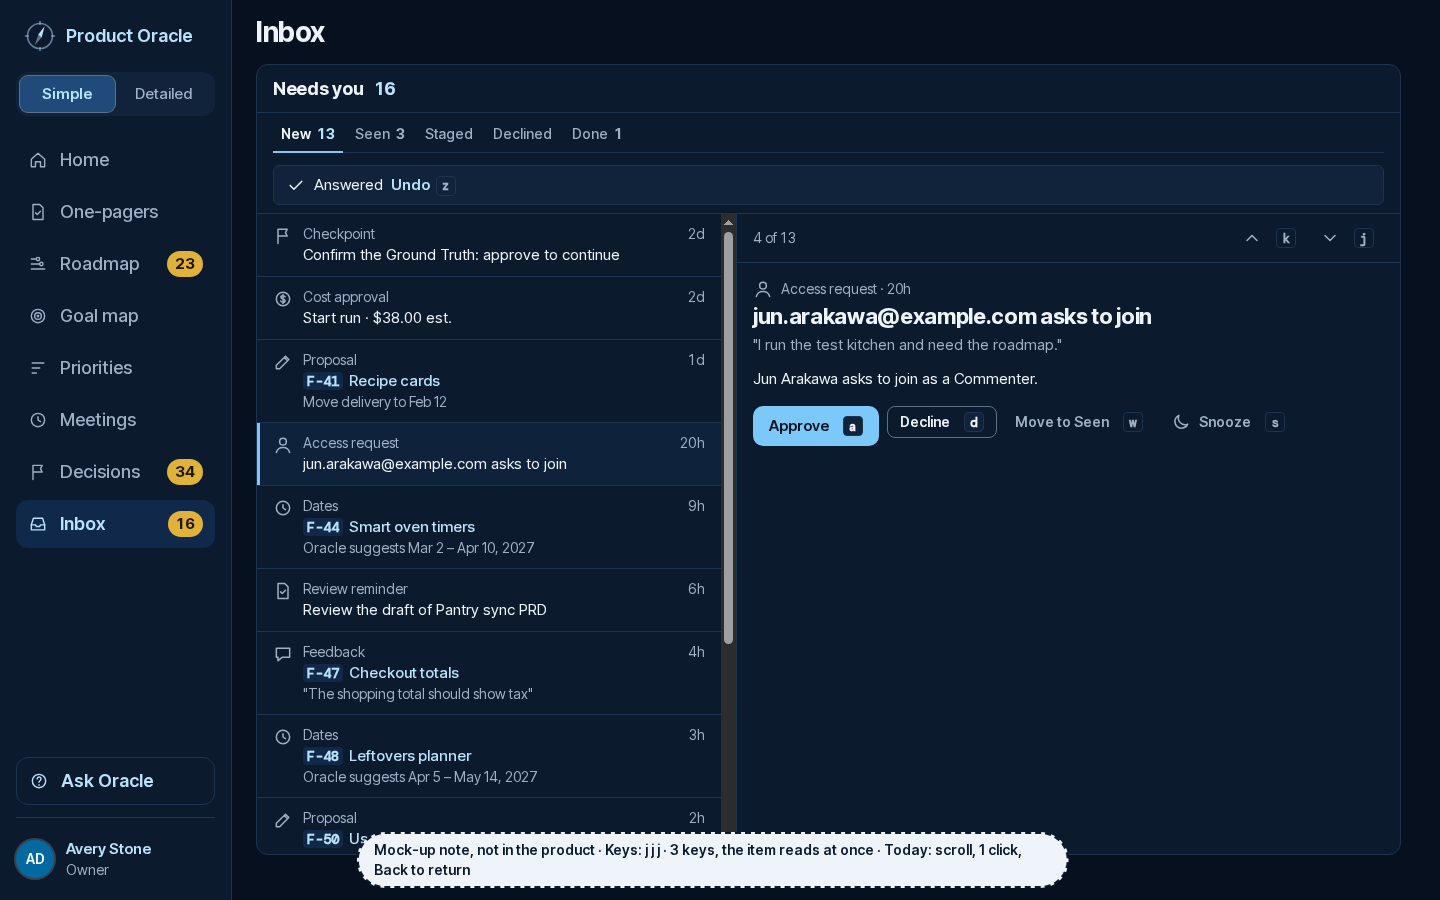 Product Oracle
Simple Detailed
Home
One-pagers
Roadmap 23
Goal map
Priorities
Meetings
Decisions 34
Inbox 16
Ask Oracle
AD Avery Stone
Owner
Inbox
Needs you 16
New 13 Seen 3 Staged Declined Done 1
Answered Undo z
Checkpoint 2d
Confirm the Ground Truth: approve to continue
Cost approval 2d
Start run · $38.00 est.
Proposal 1d
F-41 Recipe cards
Move delivery to Feb 12
Access request 20h
jun.arakawa@example.com asks to join
Dates 9h
F-44 Smart oven timers
Oracle suggests Mar 2 – Apr 10, 2027
Review reminder 6h
Review the draft of Pantry sync PRD
Feedback 4h
F-47 Checkout totals
"The shopping total should show tax"
Dates 3h
F-48 Leftovers planner
Oracle suggests Apr 5 – May 14, 2027
Proposal 2h
F-50 Us
4 of 13 k j
Access request · 20h
jun.arakawa@example.com asks to join
"I run the test kitchen and need the roadmap."
Jun Arakawa asks to join as a Commenter.
Approve a Decline d Move to Seen w Snooze s
Mock-up note, not in the product · Keys: j j j · 3 keys, the item reads at once · Today: scroll, 1 click,
Back to return